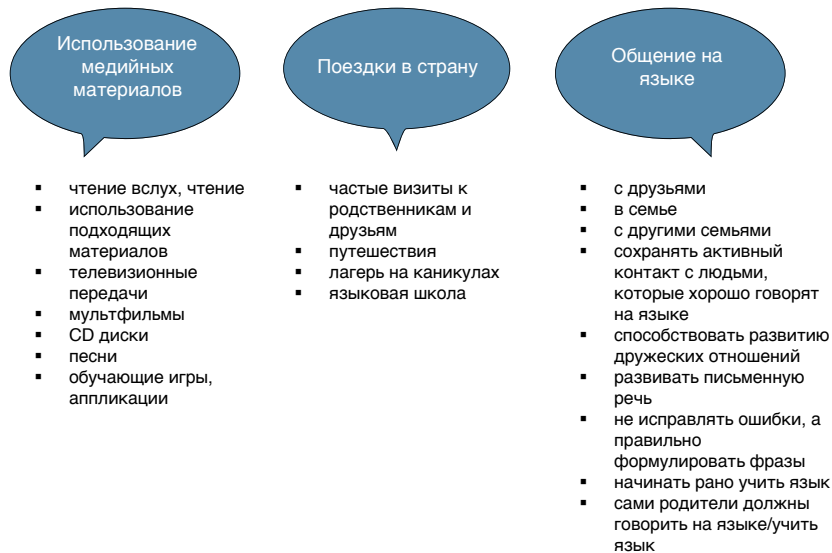 Использование
медийных
материалов
▪ чтение вслух, чтение
▪ использование
подходящих
материалов
▪ телевизионные
передачи
▪ мультфильмы
▪ CD диски
▪ песни
▪ обучающие игры,
аппликации
Поездки в страну
▪ частые визиты к
родственникам и
друзьям
▪ путешествия
▪ лагерь на каникулах
▪ языковая школа
Общение на
языке
▪ с друзьями
▪ в семье
▪ с другими семьями
▪ сохранять активный
контакт с людьми,
которые хорошо говорят
на языке
▪ способствовать развитию
дружеских отношений
▪ развивать письменную
речь
▪ не исправлять ошибки, а
правильно
формулировать фразы
▪ начинать рано учить язык
▪ сами родители должны
говорить на языке/учить
язык